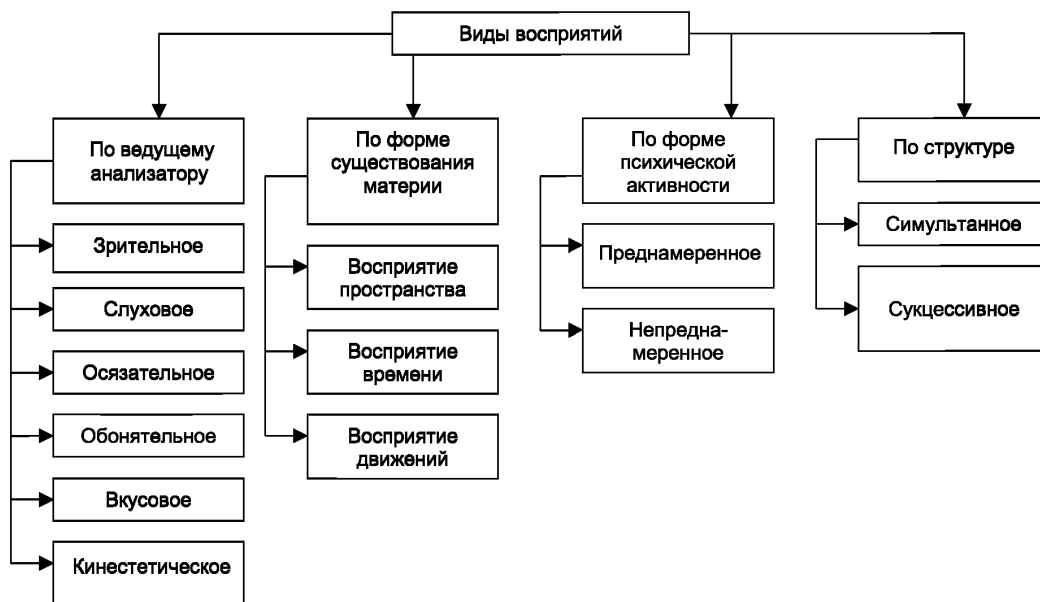 Виды восприятий
По ведущему
анализатору
Зрительное
Слуховое
Осязательное
Обонятельное
Вкусовое
Кинестетическое
По форме
существования
материи
Восприятие
пространства
Восприятие
времени
Восприятие
движений
По форме
психической
активности
Преднамеренное
Непредна-
меренное
По структуре
Симультанное
Сукцессивное